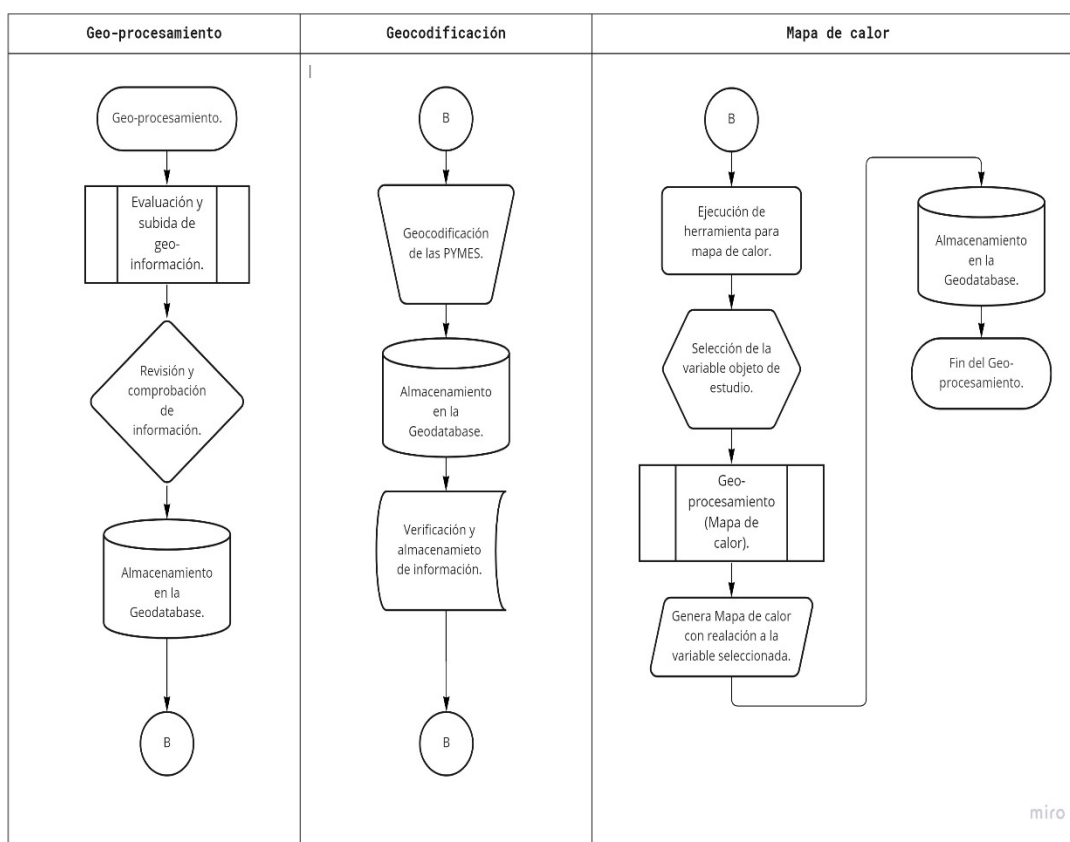 Geo-procesamiento
Geo-procesamiento.
Evaluación y
subida de
geo-
información.
Revisión y
comprobación
de
información.
Almacenamiento
en la
Geodatabase.
B
Geocodificación
B
Geocodificación
de las PYMES.
Almacenamiento
en la
Geodatabase.
Verificación y
almacenamieto
de información.
B
Mapa de calor
B
Ejecución de
herramienta para
mapa de calor.
Selección de la
variable objeto de
estudio.
Geo-
procesamiento
(Mapa de
calor).
Genera Mapa de calor
con realación a la
variable seleccionada.
Almacenamiento
en la
Geodatabase.
Fin del Geo-
procesamiento.
miro